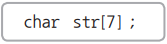 char str[7] ;